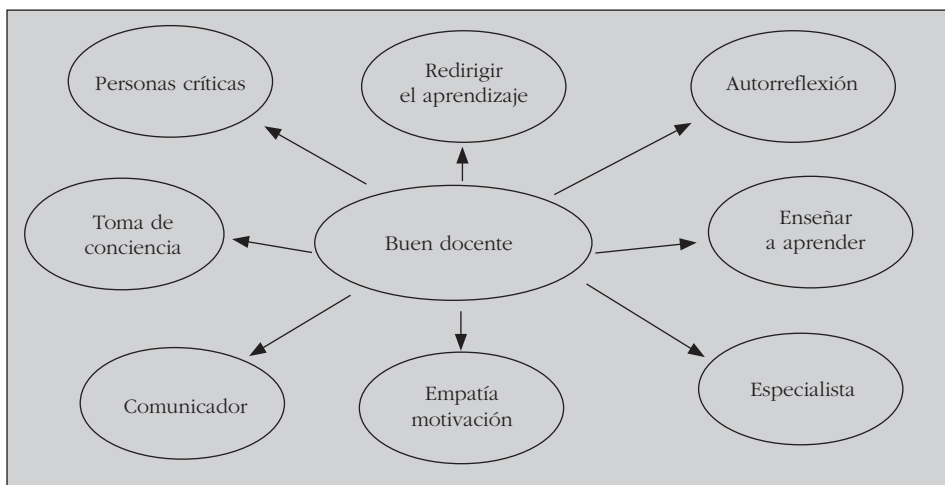 Personas críticas
Redirigir
el aprendizaje
Autorreflexión
Toma de
conciencia
Buen docente
Enseñar
a aprender
Comunicador
Empatía
motivación
Especialista